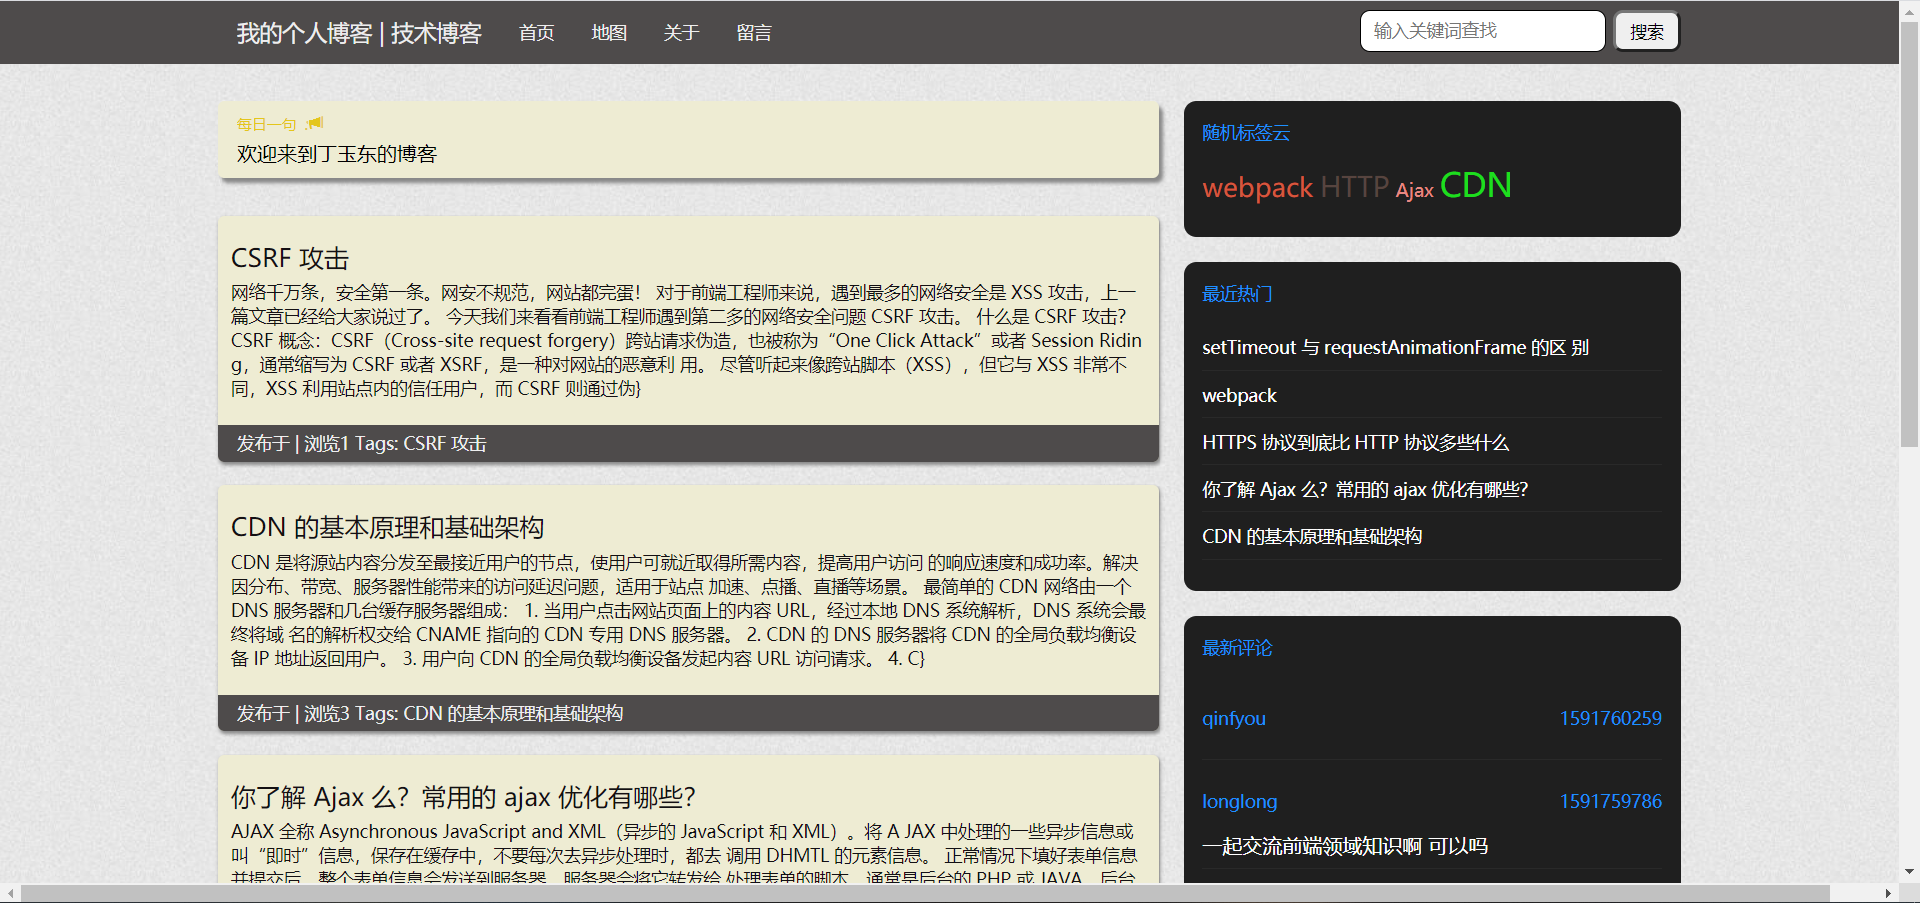 我的个人博客 | 技术博客 首页 地图 关于 留言 输入关键词查找 搜索
每日一句
欢迎来到丁玉东的博客
CSRF 攻击
网络千万条，安全第一条。网安不规范，网站都完蛋！ 对于前端工程师来说，遇到最多的网络安全是 XSS 攻击，上一
篇文章已经给大家说过了。 今天我们来看看前端工程师遇到第二多的网络安全问题 CSRF 攻击。 什么是 CSRF 攻击？
CSRF 概念：CSRF（Cross-site request forgery）跨站请求伪造，也被称为“One Click Attack”或者 Session Ridin
g，通常缩写为 CSRF 或者 XSRF，是一种对网站的恶意利 用。 尽管听起来像跨站脚本（XSS），但它与 XSS 非常不
同，XSS 利用站点内的信任用户，而 CSRF 则通过伪}
发布于 | 浏览1 Tags: CSRF 攻击
CDN 的基本原理和基础架构
CDN 是将源站内容分发至最接近用户的节点，使用户可就近取得所需内容，提高用户访问 的响应速度和成功率。解决
因分布、带宽、服务器性能带来的访问延迟问题，适用于站点 加速、点播、直播等场景。 最简单的 CDN 网络由一个
DNS 服务器和几台缓存服务器组成： 1. 当用户点击网站页面上的内容 URL，经过本地 DNS 系统解析，DNS 系统会最
终将域 名的解析权交给 CNAME 指向的 CDN 专用 DNS 服务器。 2. CDN 的 DNS 服务器将 CDN 的全局负载均衡设
备 IP 地址返回用户。 3. 用户向 CDN 的全局负载均衡设备发起内容 URL 访问请求。 4. C}
发布于 | 浏览3 Tags: CDN 的基本原理和基础架构
你了解 Ajax 么？常用的 ajax 优化有哪些？
AJAX 全称 Asynchronous JavaScript and XML（异步的 JavaScript 和 XML）。将 A JAX 中处理的一些异步信息或
叫“即时”信息，保存在缓存中，不要每次去异步处理时，都去 调用 DHMTL 的元素信息。 正常情况下填好表单信息
并提交后，整个表单信息会发送到服务器，服务器会将它转发给 处理表单的脚本，通常是后台的 PHP 或 JAVA，后台
随机标签云
webpack HTTP Ajax CDN
最近热门
setTimeout 与 requestAnimationFrame 的区 别
webpack
HTTPS 协议到底比 HTTP 协议多些什么
你了解 Ajax 么？常用的 ajax 优化有哪些？
CDN 的基本原理和基础架构
最新评论
qinfyou 1591760259
longlong 1591759786
一起交流前端领域知识啊 可以吗